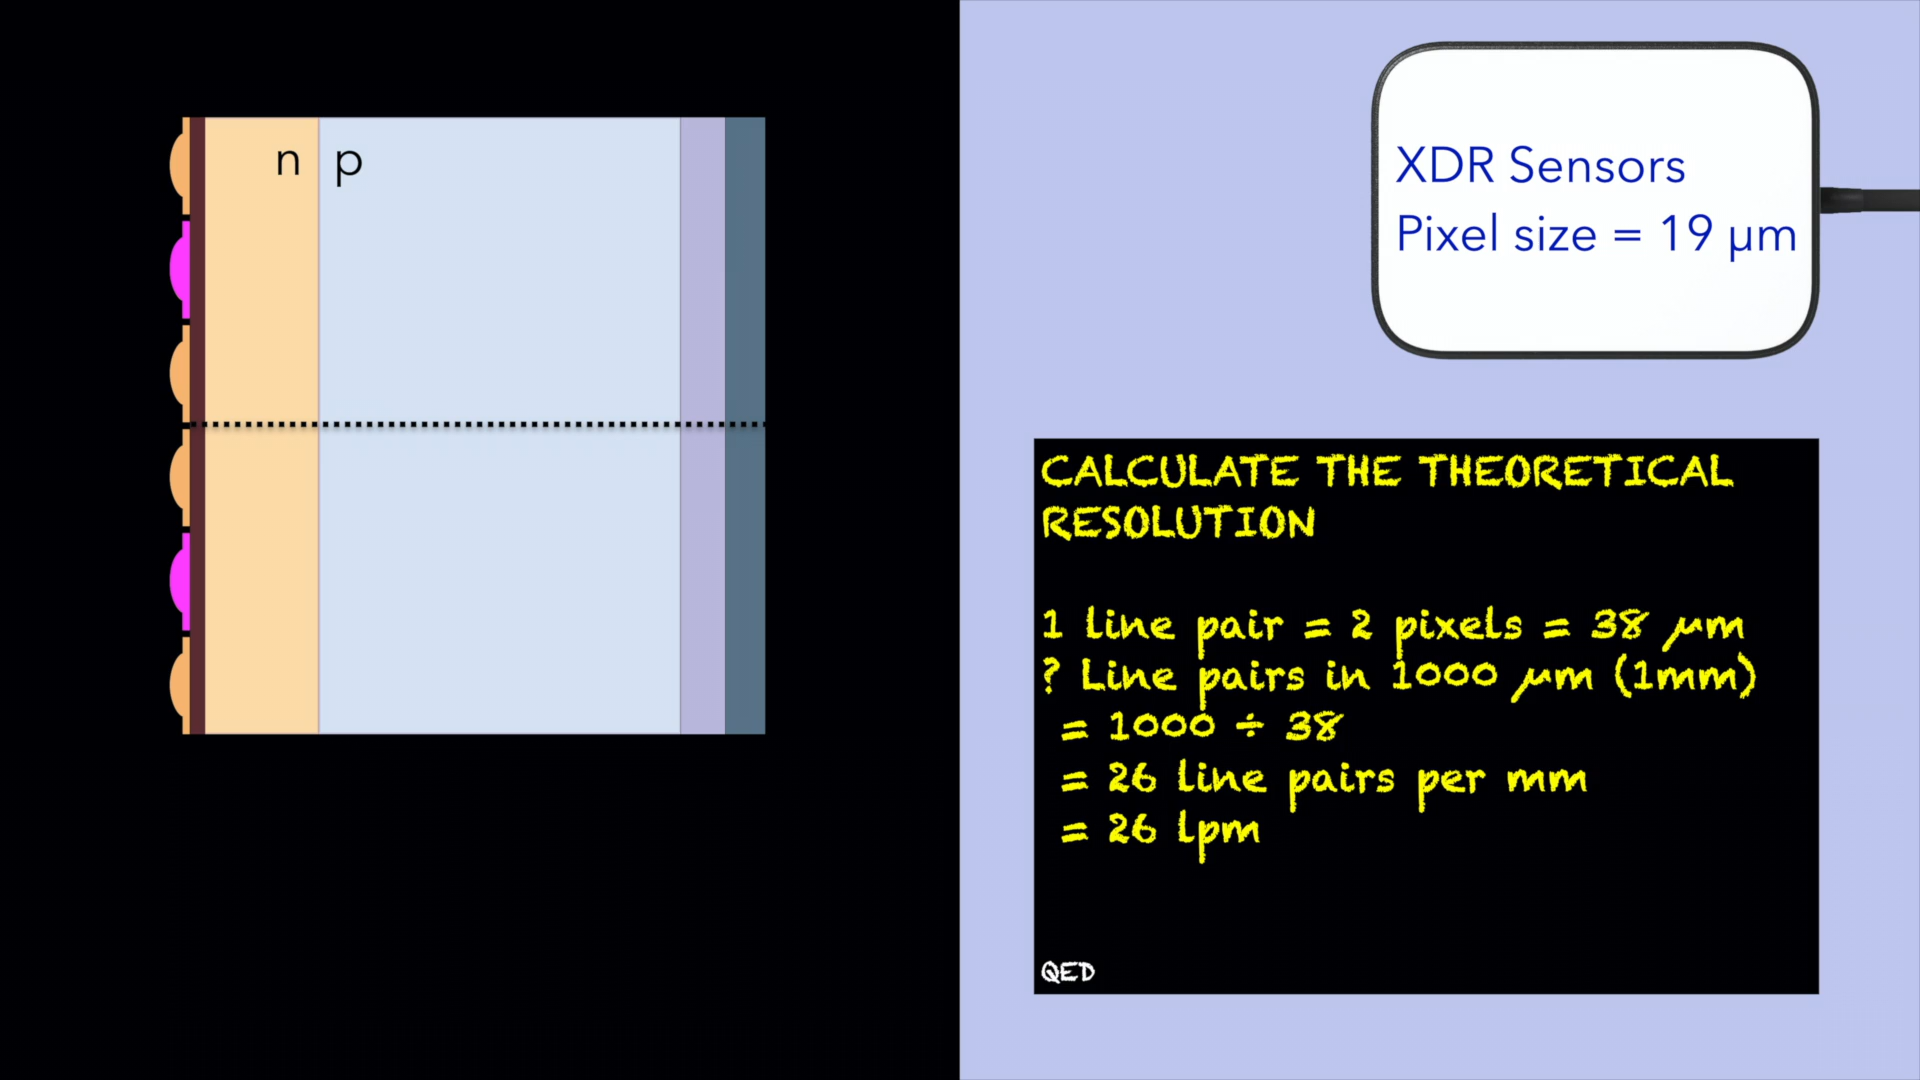 n p
XDR Sensors
Pixel size = 19 µm
CALCULATE THE THEORETICAL
RESOLUTION
1 line pair = 2 pixels = 38 µm
? Line pairs in 1000 µm (1mm)
= 1000 ÷ 38
= 26 line pairs per mm
= 26 lpm
QED